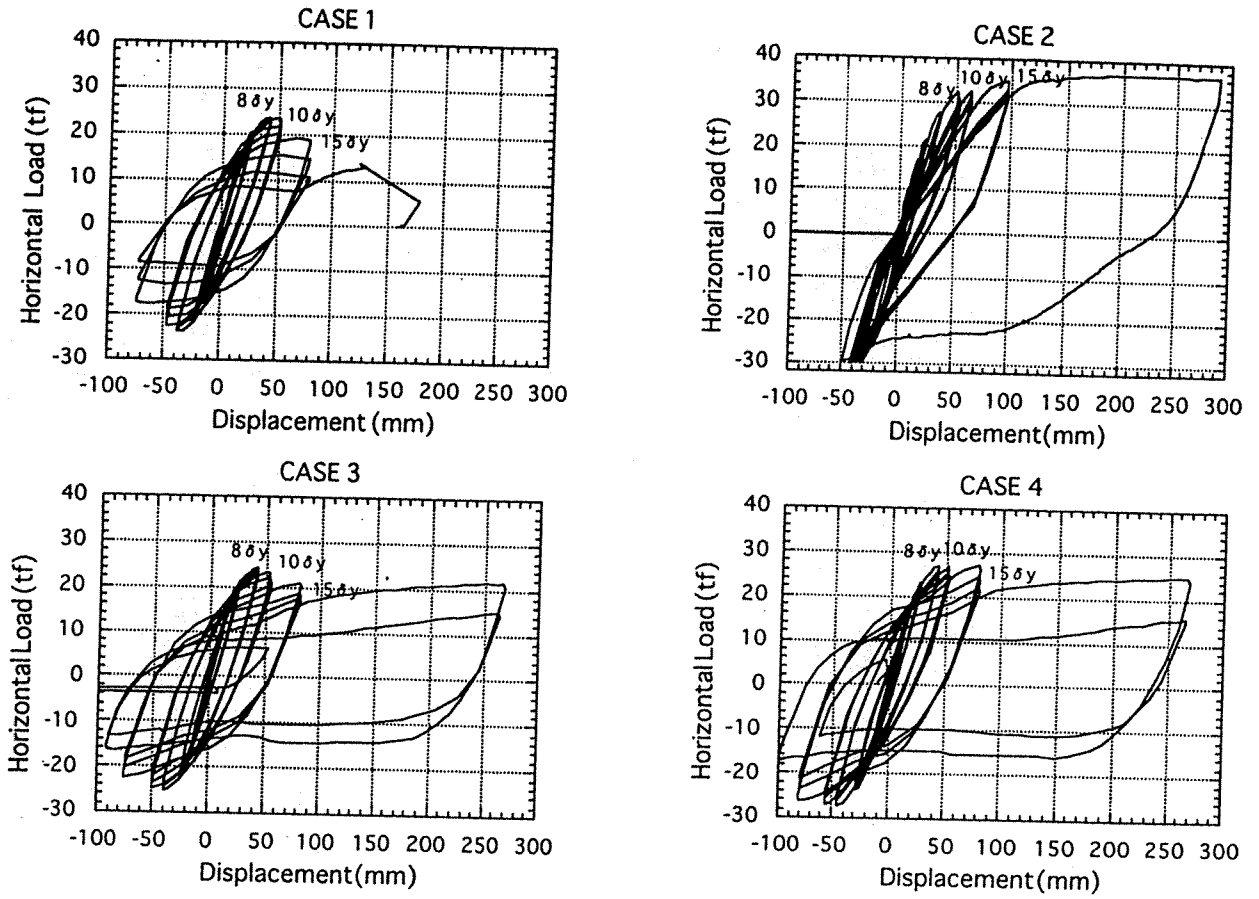 CASE 1
40
30
20
10
0
-10
-20
-30
Horizontal Load (tf)
8δy
10δy
15δy
-100 -50 0 50 100 150 200 250 300
Displacement (mm)
CASE 2
40
30
20
10
0
-10
-20
-30
Horizontal Load (tf)
8δy 10δy 15δy
-100 -50 0 50 100 150 200 250 300
Displacement(mm)
CASE 3
40
30
20
10
0
-10
-20
-30
Horizontal Load (tf)
8δy 10δy
15δy
-100 -50 0 50 100 150 200 250 300
Displacement(mm)
CASE 4
40
30
20
10
0
-10
-20
-30
Horizontal Load (tf)
8δy 10δy
15δy
-100 -50 0 50 100 150 200 250 300
Displacement(mm)